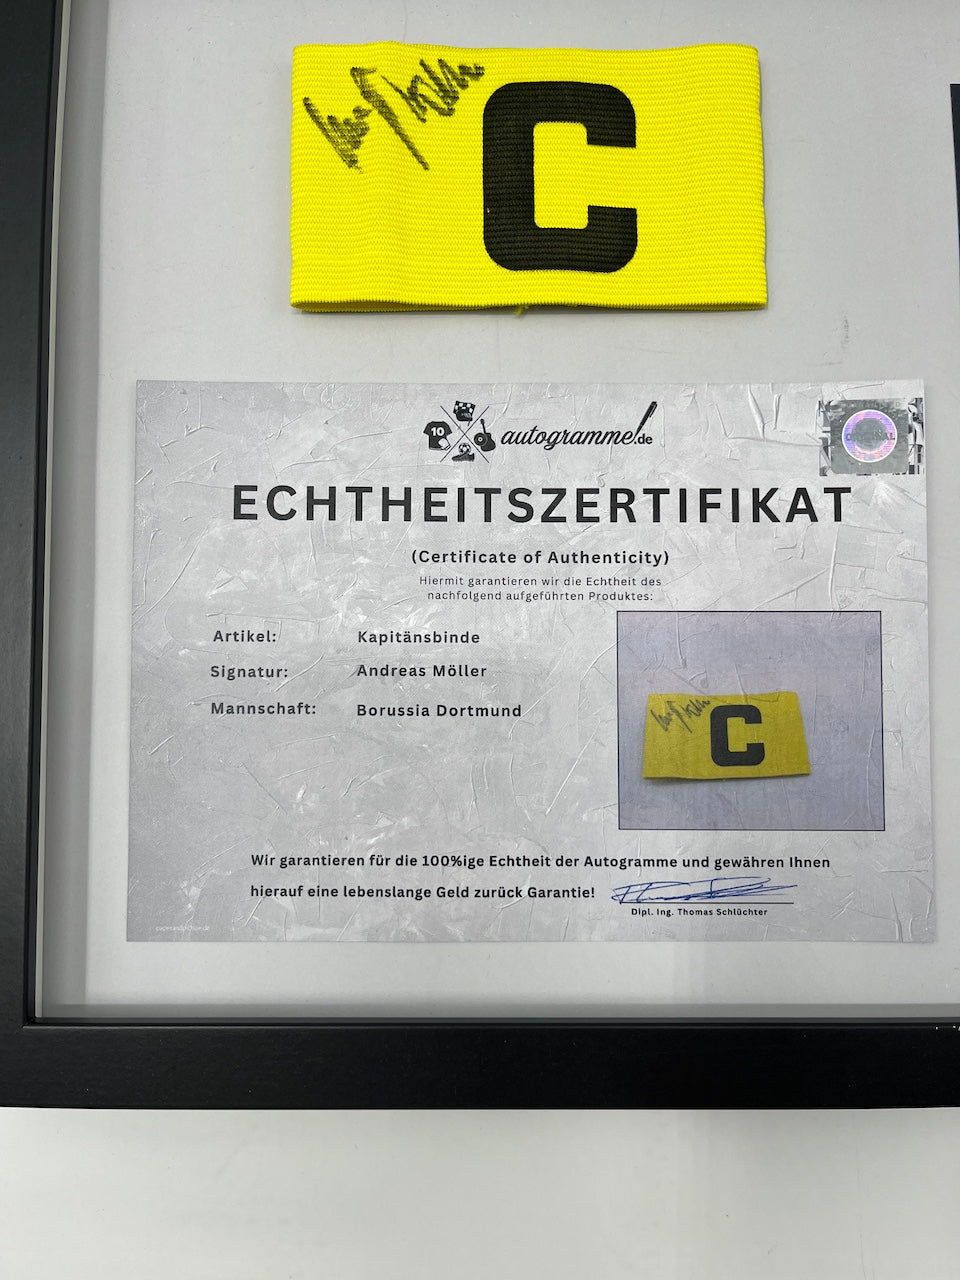 C
10
autogramme.de
ORIGINAL
ECHTHEITSZERTIFIKAT
(Certificate of Authenticity)
Hiermit garantieren wir die Echtheit des
nachfolgend aufgeführten Produktes:
Artikel: Kapitänsbinde
Signatur: Andreas Möller
Mannschaft: Borussia Dortmund
C
Wir garantieren für die 100%ige Echtheit der Autogramme und gewähren Ihnen
hierauf eine lebenslange Geld zurück Garantie!
Dipl. Ing. Thomas Schlüchter